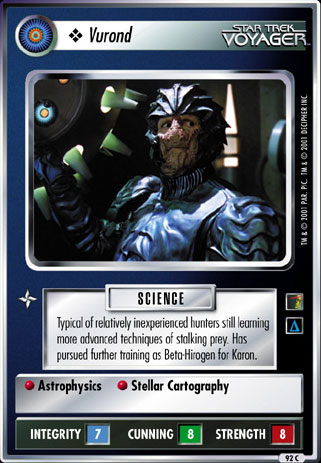 ❖ Vurond
STAR TREK
VOYAGER™
TM & © 2001 PAR. PIC. TM & © 2001 DECIPHER INC.
SCIENCE
Typical of relatively inexperienced hunters still learning
more advanced techniques of stalking prey. Has
pursued further training as Beta-Hirogen for Karon.
Astrophysics Stellar Cartography
INTEGRITY 7 CUNNING 8 STRENGTH 8
92 C